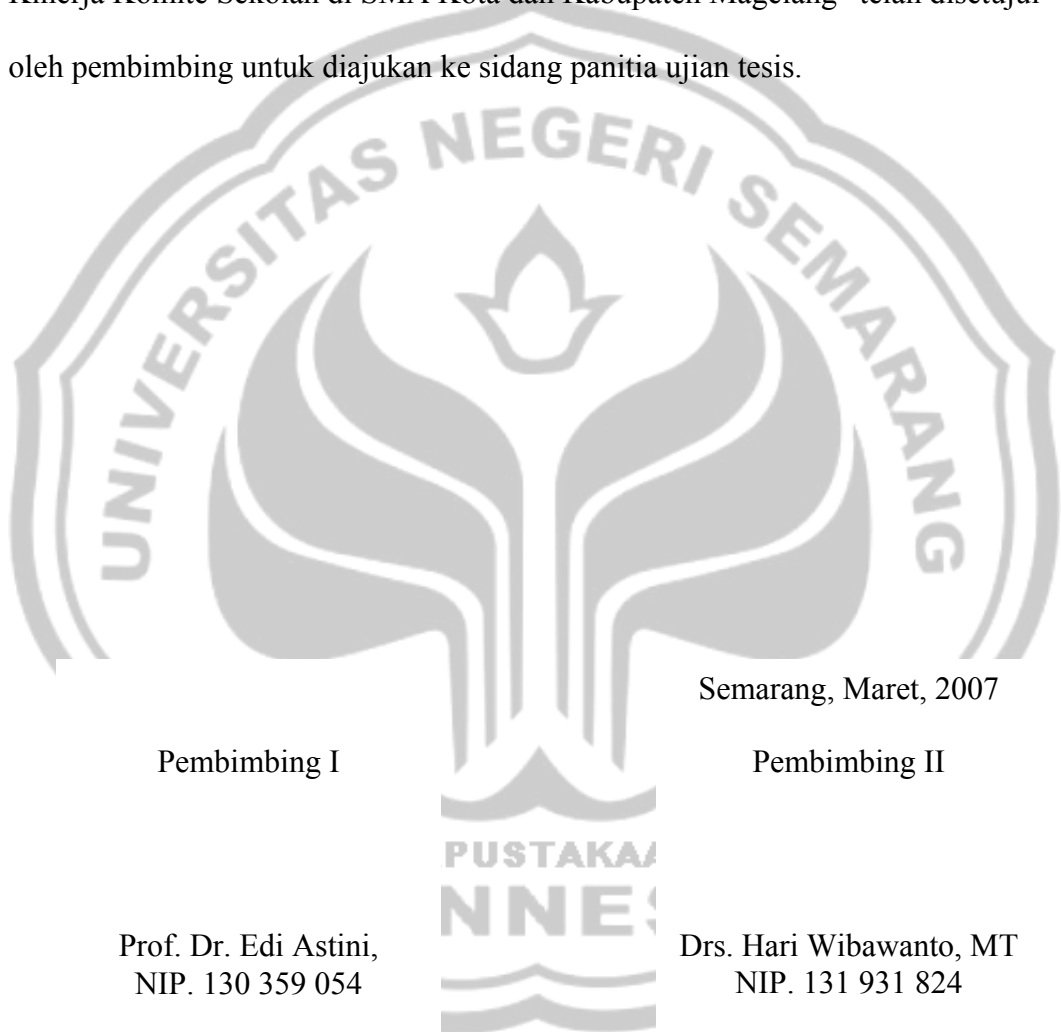 Kinerja Komite Sekolah di SMA Kota dan Kabupaten Magelang" telah disetujui
oleh pembimbing untuk diajukan ke sidang panitia ujian tesis.
UNIVERSITAS NEGERI SEMARANG
Semarang, Maret, 2007
Pembimbing I Pembimbing II
PUSTAKAA
NNES
Prof. Dr. Edi Astini, Drs. Hari Wibawanto, MT
NIP. 130 359 054 NIP. 131 931 824